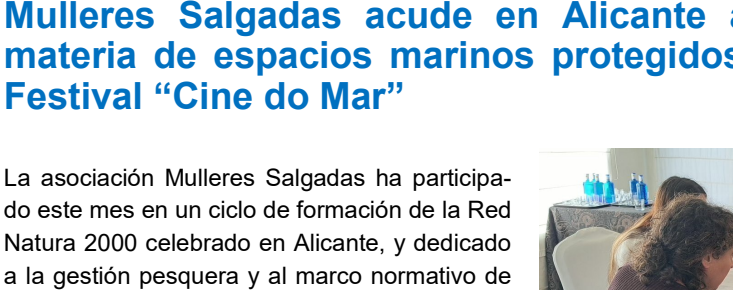 Mulleres Salgadas acude en Alicante a
materia de espacios marinos protegidos
Festival “Cine do Mar”
La asociación Mulleres Salgadas ha participa-
do este mes en un ciclo de formación de la Red
Natura 2000 celebrado en Alicante, y dedicado
a la gestión pesquera y al marco normativo de